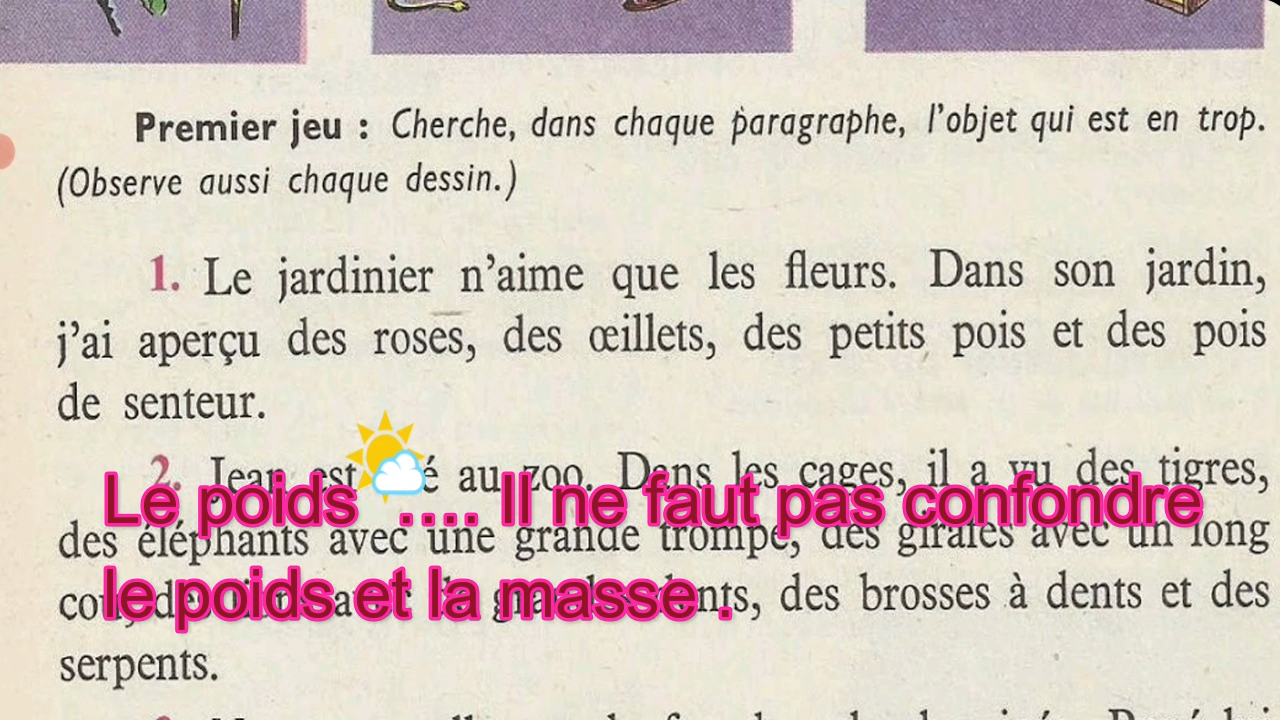 Premier jeu : Cherche, dans chaque paragraphe, l'objet qui est en trop.
(Observe aussi chaque dessin.)
1. Le jardinier n'aime que les fleurs. Dans son jardin,
j'ai aperçu des roses, des œillets, des petits pois et des pois
de senteur.
2. Jean est au zoo. Dans les cages, il a vu des tigres,
Le poids .... Il ne faut pas confondre
des éléphants avec une grande trompe, des girafes avec un long
le poids et la masse .
dents, des brosses à dents et des
serpents.